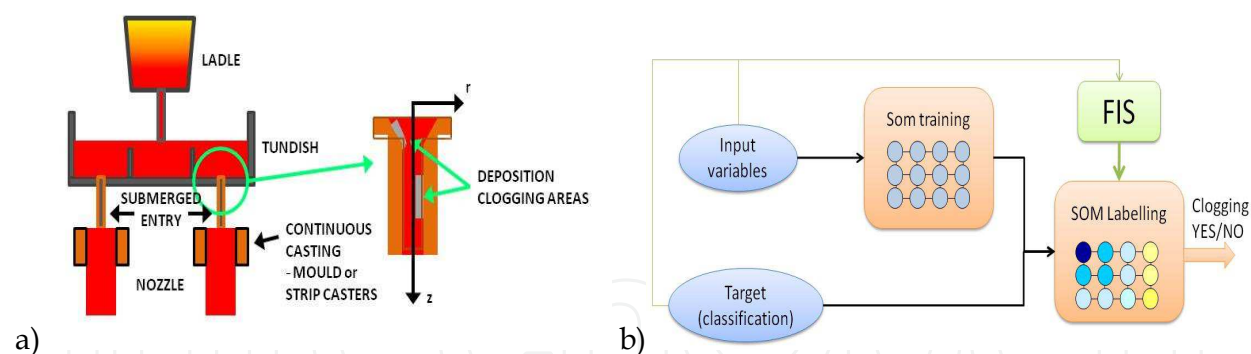 LADLE
r
TUNDISH
DEPOSITION
CLOGGING AREAS
SUBMERGED
ENTRY
CONTINUOUS
CASTING
- MOULD or
STRIP CASTERS
NOZZLE
z
a)
FIS
Som training
Input
variables
SOM Labelling
Clogging
YES/NO
Target
(classification)
b)